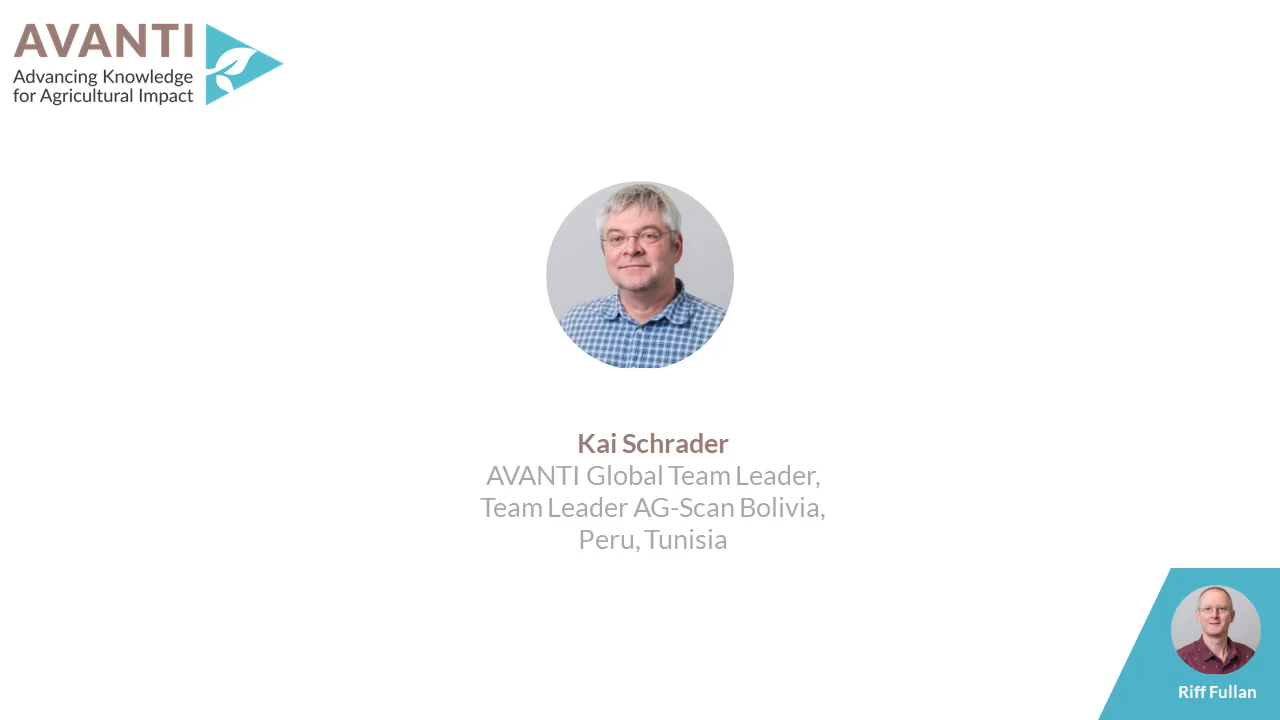 AVANTI
Advancing Knowledge
for Agricultural Impact
Kai Schrader
AVANTI Global Team Leader,
Team Leader AG-Scan Bolivia,
Peru, Tunisia
Riff Fullan